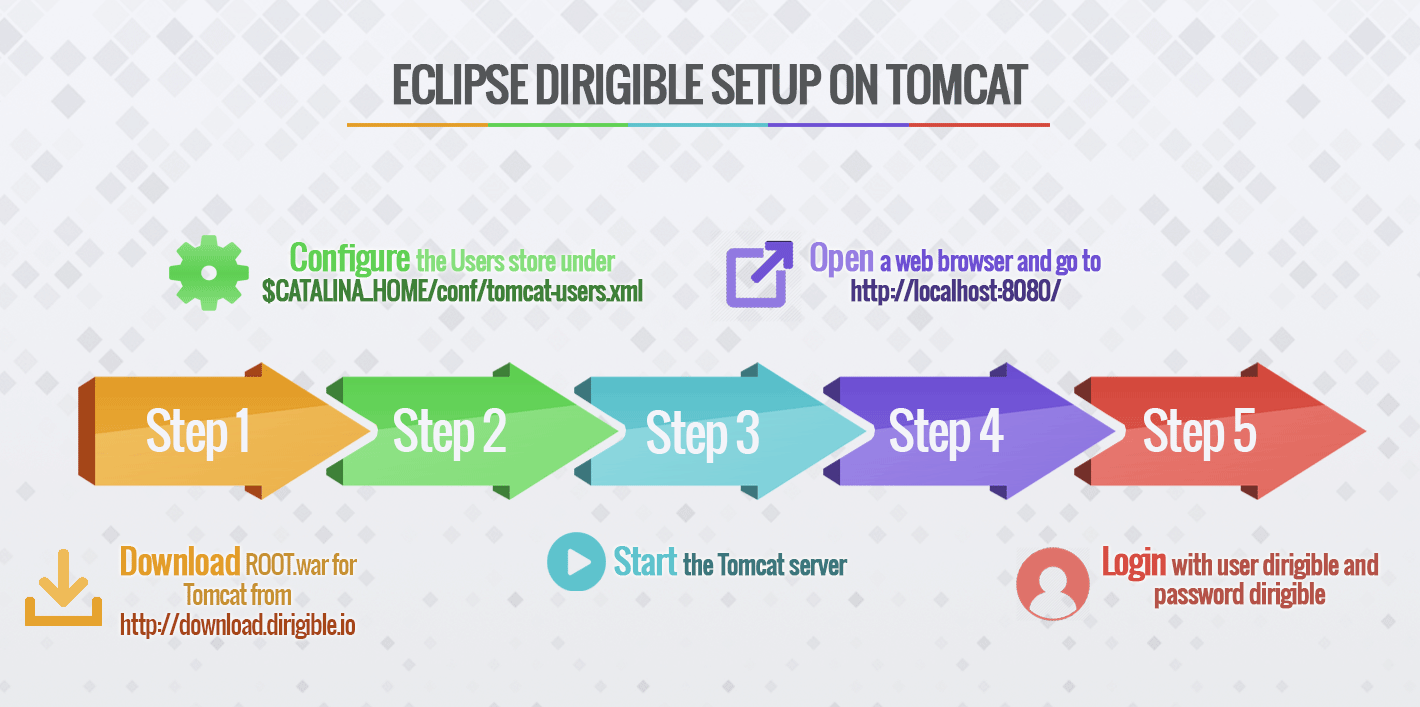 ECLIPSE DIRIGIBLE SETUP ON TOMCAT
Configure the Users store under
$CATALINA_HOME/conf/tomcat-users.xml
Open a web browser and go to
http://localhost:8080/
Step 1
Step 2
Step 3
Step 4
Step 5
Download ROOT.war for
Tomcat from
http://download.dirigible.io
Start the Tomcat server
Login with user dirigible and
password dirigible